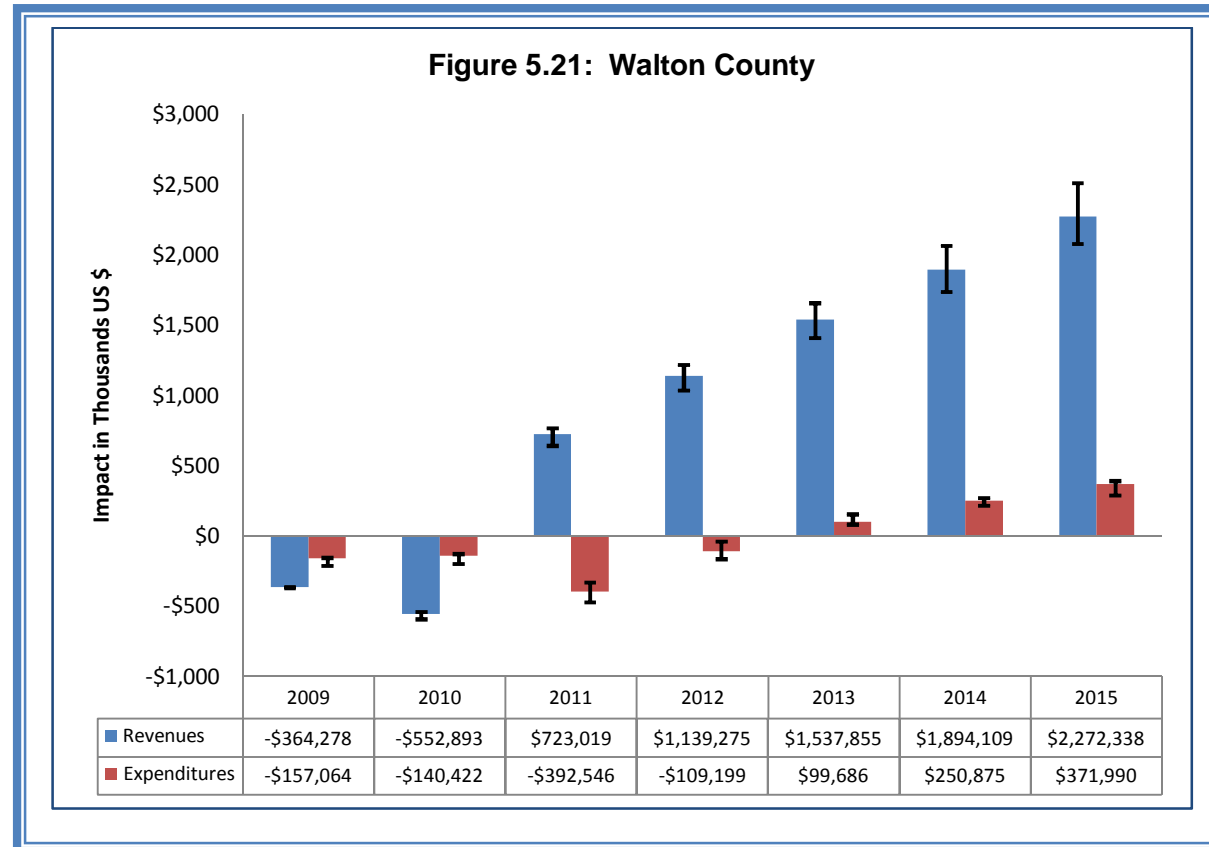 Figure 5.21: Walton County
$3,000
$2,500
$2,000
$1,500
$1,000
$500
$0
-$500
-$1,000
Impact in Thousands US $
2009 2010 2011 2012 2013 2014 2015
Revenues -$364,278 -$552,893 $723,019 $1,139,275 $1,537,855 $1,894,109 $2,272,338
Expenditures -$157,064 -$140,422 -$392,546 -$109,199 $99,686 $250,875 $371,990